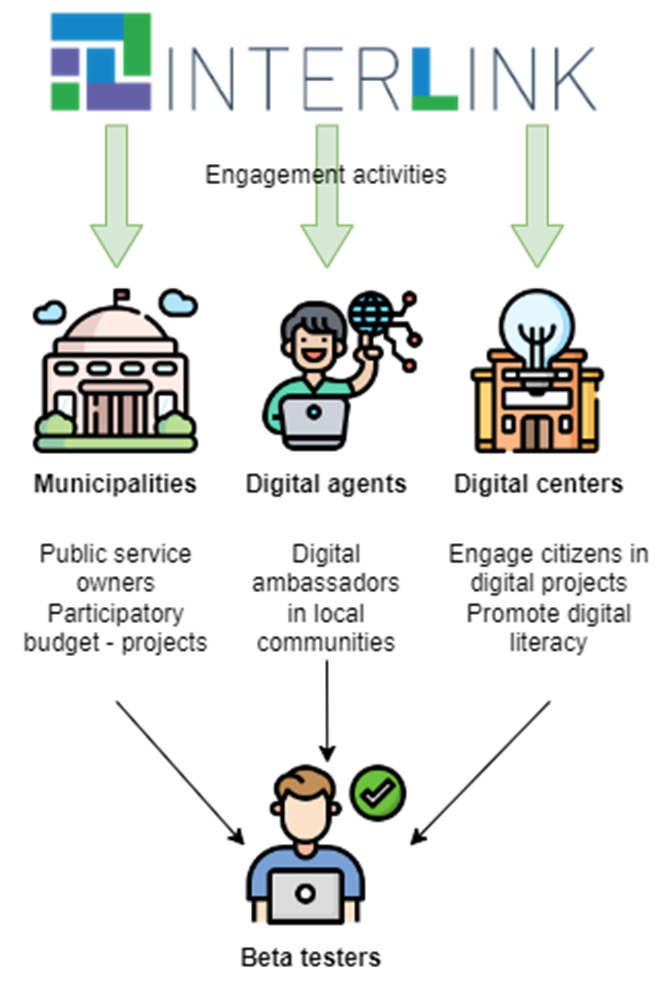 INTERLINK
Engagement activities
Municipalities
Public service
owners
Participatory
budget - projects
Digital agents
Digital
ambassadors
in local
communities
Digital centers
Engage citizens in
digital projects
Promote digital
literacy
Beta testers